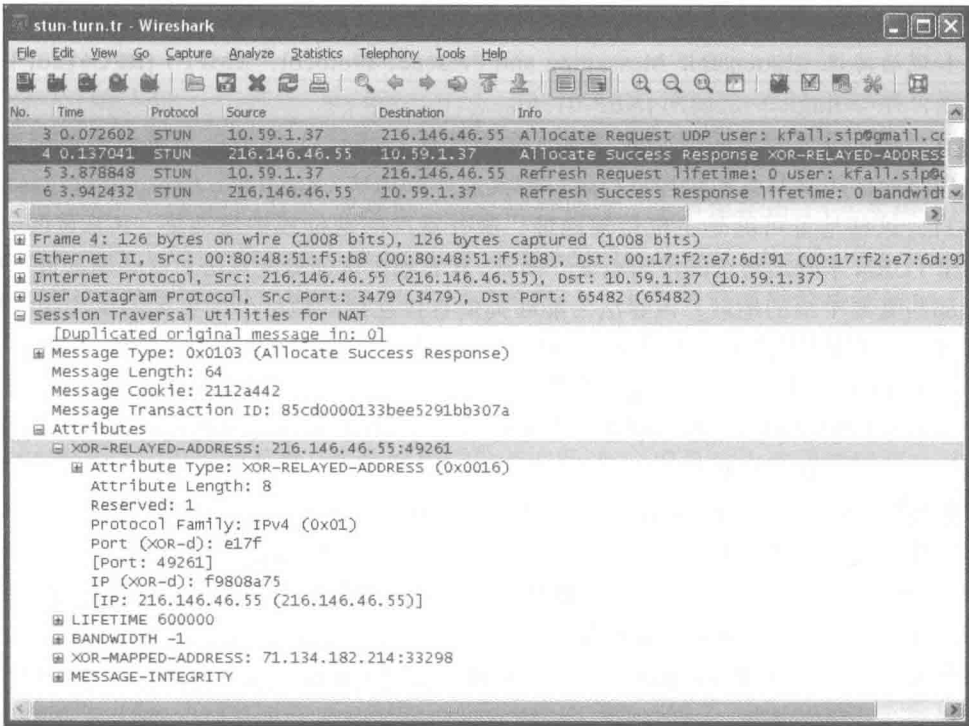 stun-turn.tr - Wireshark
File Edit View Go Capture Analyze Statistics Telephony Tools Help
No. Time Protocol Source Destination Info
3 0.072602 STUN 10.59.1.37 216.146.46.55 Allocate Request UDP user: kfall.sip@gmail.co
4 0.137041 STUN 216.146.46.55 10.59.1.37 Allocate Success Response XOR-RELAYED-ADDRESS
5 3.878848 STUN 10.59.1.37 216.146.46.55 Refresh Request lifetime: 0 user: kfall.sip@g
6 3.942432 STUN 216.146.46.55 10.59.1.37 Refresh Success Response lifetime: 0 bandwidt
Frame 4: 126 bytes on wire (1008 bits), 126 bytes captured (1008 bits)
Ethernet II, Src: 00:80:48:51:f5:b8 (00:80:48:51:f5:b8), Dst: 00:17:f2:e7:6d:91 (00:17:f2:e7:6d:91
Internet Protocol, Src: 216.146.46.55 (216.146.46.55), Dst: 10.59.1.37 (10.59.1.37)
User Datagram Protocol, Src Port: 3479 (3479), Dst Port: 65482 (65482)
Session Traversal Utilities for NAT
[Duplicated original message in: 0]
Message Type: 0x0103 (Allocate Success Response)
Message Length: 64
Message Cookie: 2112a442
Message Transaction ID: 85cd0000133bee5291bb307a
Attributes
XOR-RELAYED-ADDRESS: 216.146.46.55:49261
Attribute Type: XOR-RELAYED-ADDRESS (0x0016)
Attribute Length: 8
Reserved: 1
Protocol Family: IPv4 (0x01)
Port (XOR-d): e17f
[Port: 49261]
IP (XOR-d): f9808a75
[IP: 216.146.46.55 (216.146.46.55)]
LIFETIME 600000
BANDWIDTH -1
XOR-MAPPED-ADDRESS: 71.134.182.214:33298
MESSAGE-INTEGRITY